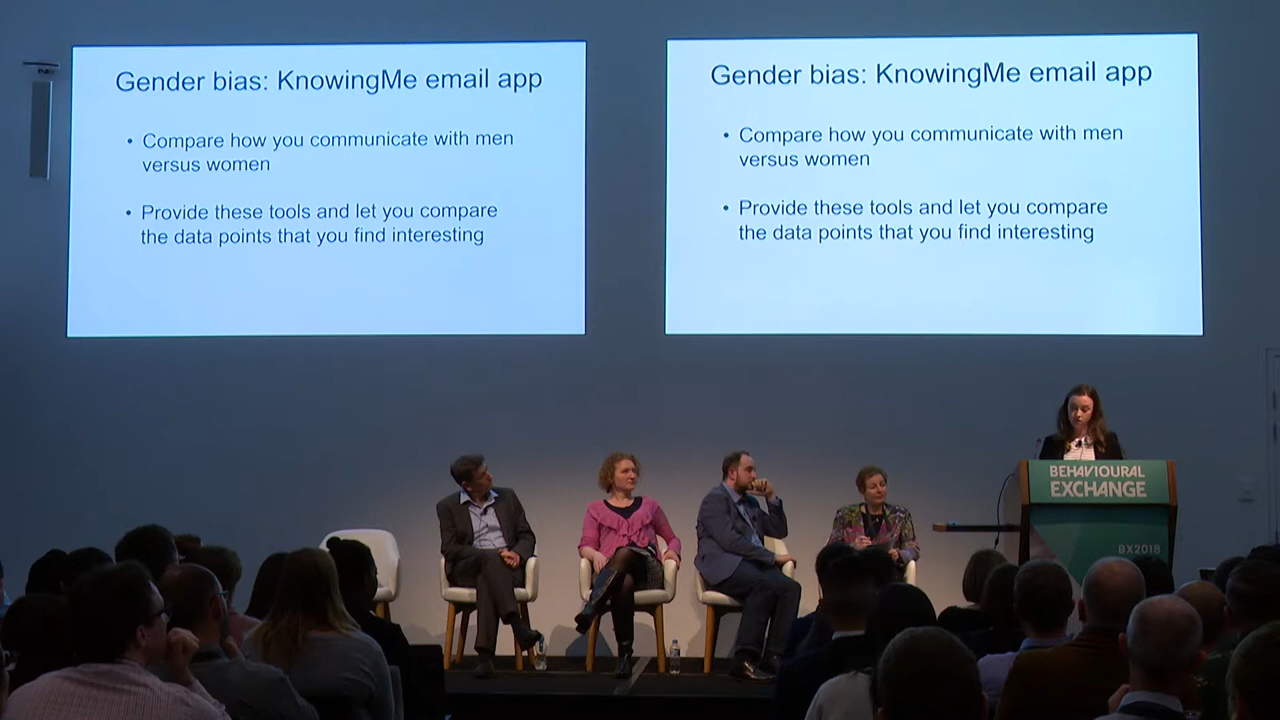 Gender bias: KnowingMe email app
• Compare how you communicate with men
versus women
• Provide these tools and let you compare
the data points that you find interesting
Gender bias: KnowingMe email app
• Compare how you communicate with men
versus women
• Provide these tools and let you compare
the data points that you find interesting
BEHAVIOURAL
EXCHANGE
BX2018